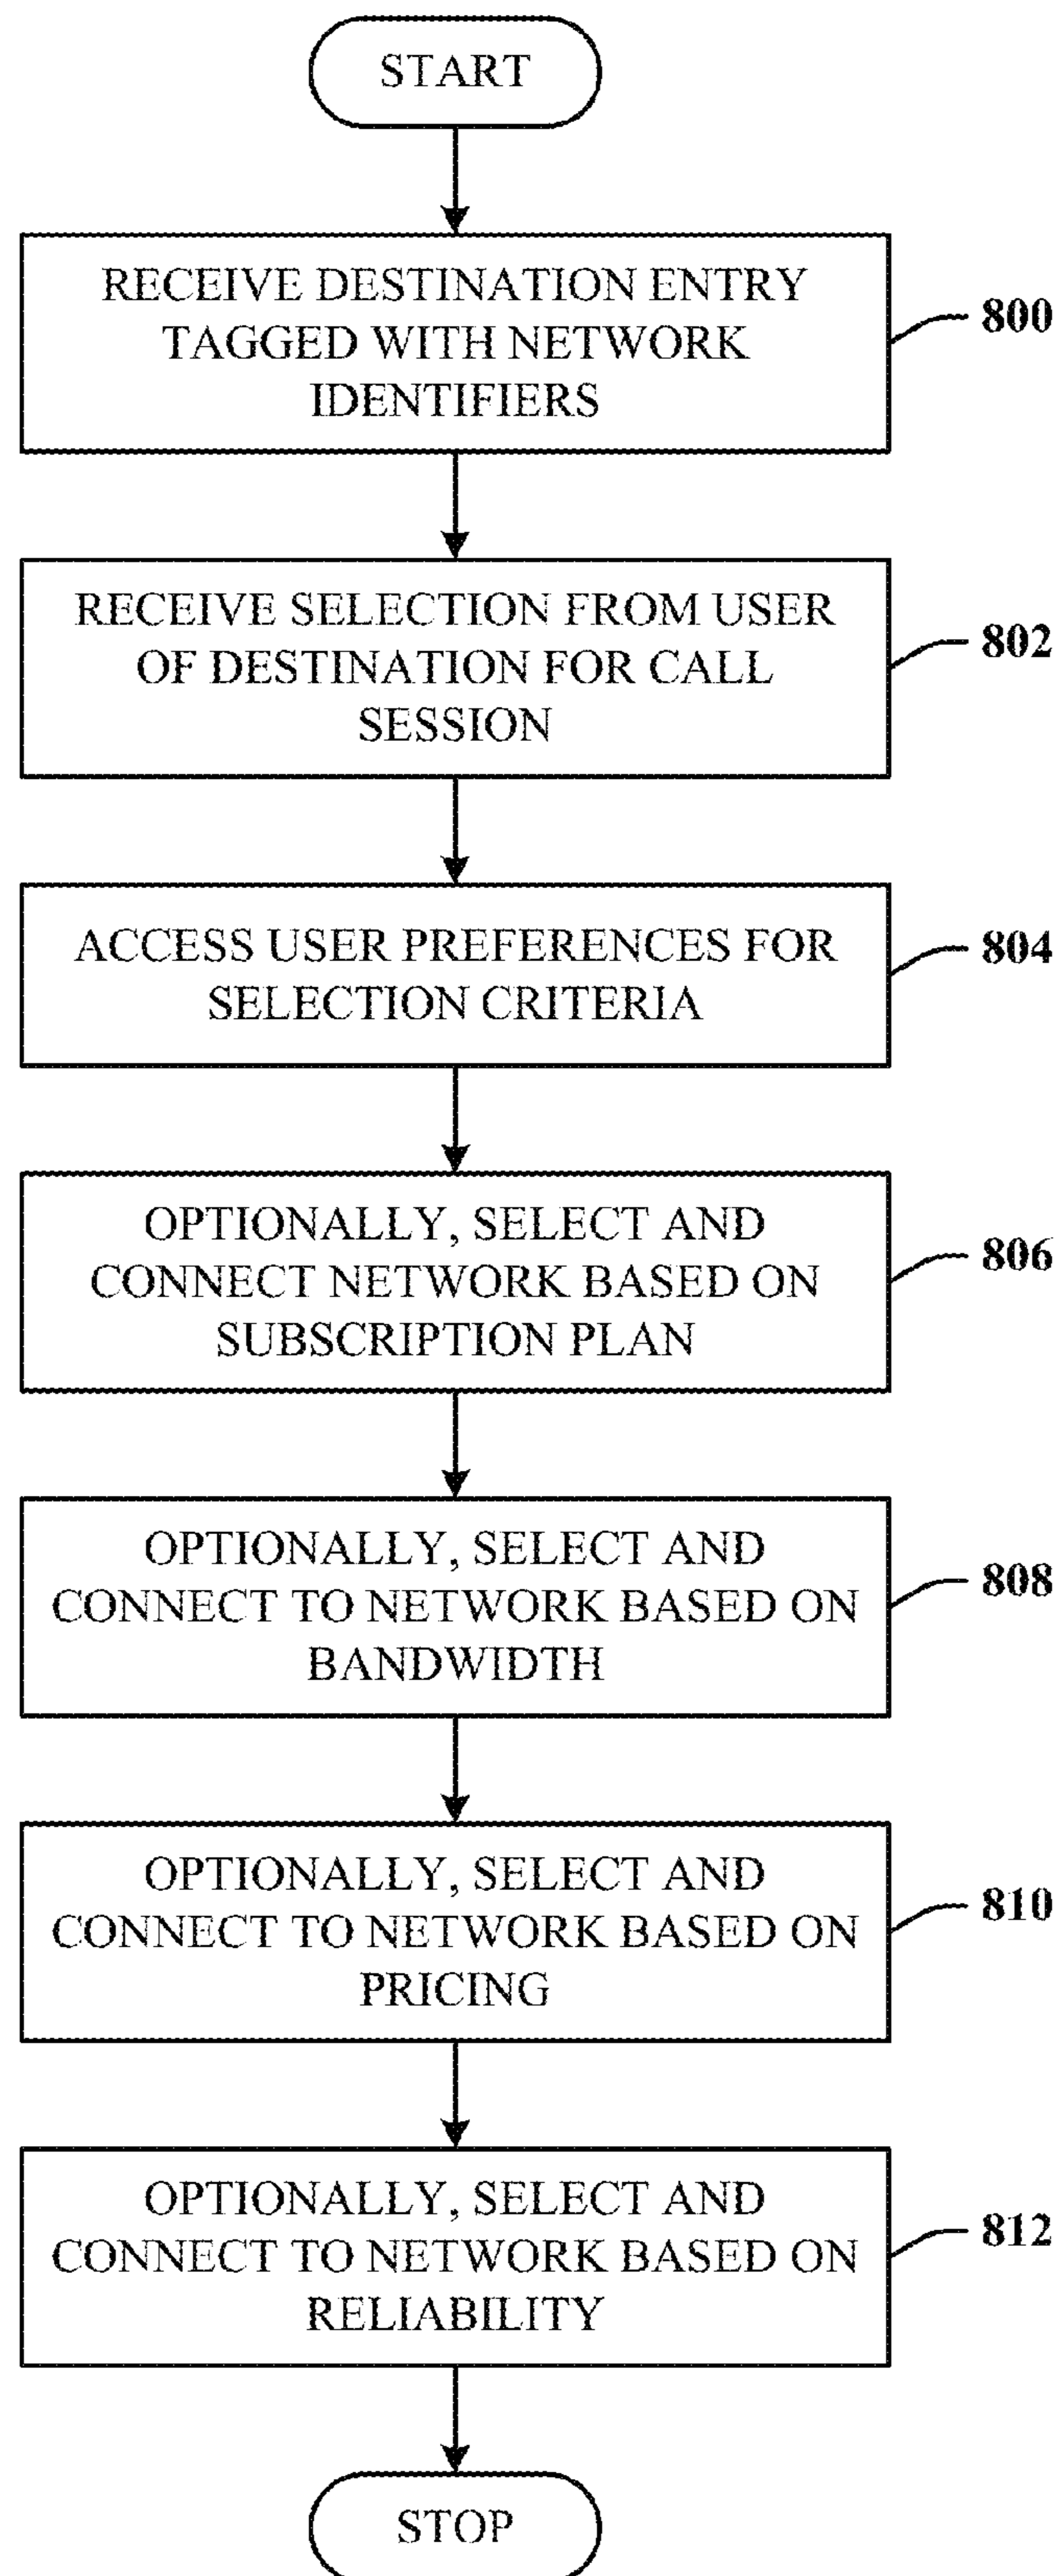 START
RECEIVE DESTINATION ENTRY
TAGGED WITH NETWORK
IDENTIFIERS
800
RECEIVE SELECTION FROM USER
OF DESTINATION FOR CALL
SESSION
802
ACCESS USER PREFERENCES FOR
SELECTION CRITERIA
804
OPTIONALLY, SELECT AND
CONNECT NETWORK BASED ON
SUBSCRIPTION PLAN
806
OPTIONALLY, SELECT AND
CONNECT TO NETWORK BASED ON
BANDWIDTH
808
OPTIONALLY, SELECT AND
CONNECT TO NETWORK BASED ON
PRICING
810
OPTIONALLY, SELECT AND
CONNECT TO NETWORK BASED ON
RELIABILITY
812
STOP